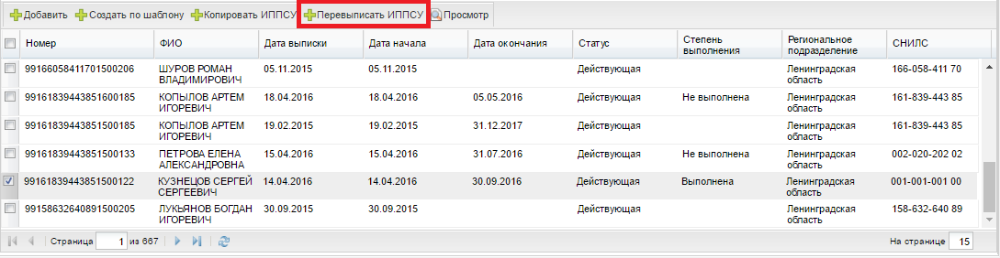 Добавить Создать по шаблону Копировать ИППСУ Перевыписать ИППСУ Просмотр
Номер ФИО Дата выписки Дата начала Дата окончания Статус Степень выполнения Региональное подразделение СНИЛС
99166058411701500206 ШУРОВ РОМАН ВЛАДИМИРОВИЧ 05.11.2015 05.11.2015 Действующая Ленинградская область 166-058-411 70
99161839443851600185 КОПЫЛОВ АРТЕМ ИГОРЕВИЧ 18.04.2016 18.04.2016 05.05.2016 Действующая Не выполнена Ленинградская область 161-839-443 85
99161839443851500185 КОПЫЛОВ АРТЕМ ИГОРЕВИЧ 19.02.2015 19.02.2015 31.12.2017 Действующая Ленинградская область 161-839-443 85
99161839443851500133 ПЕТРОВА ЕЛЕНА АЛЕКСАНДРОВНА 15.04.2016 15.04.2016 31.07.2016 Действующая Не выполнена Ленинградская область 002-020-202 02
99161839443851500122 КУЗНЕЦОВ СЕРГЕЙ СЕРГЕЕВИЧ 14.04.2016 14.04.2016 30.09.2016 Действующая Выполнена Ленинградская область 001-001-001 00
99158632640891500205 ЛУКЬЯНОВ БОГДАН ИГОРЕВИЧ 30.09.2015 30.09.2015 Действующая Ленинградская область 158-632-640 89
Страница 1 из 667 На странице 15